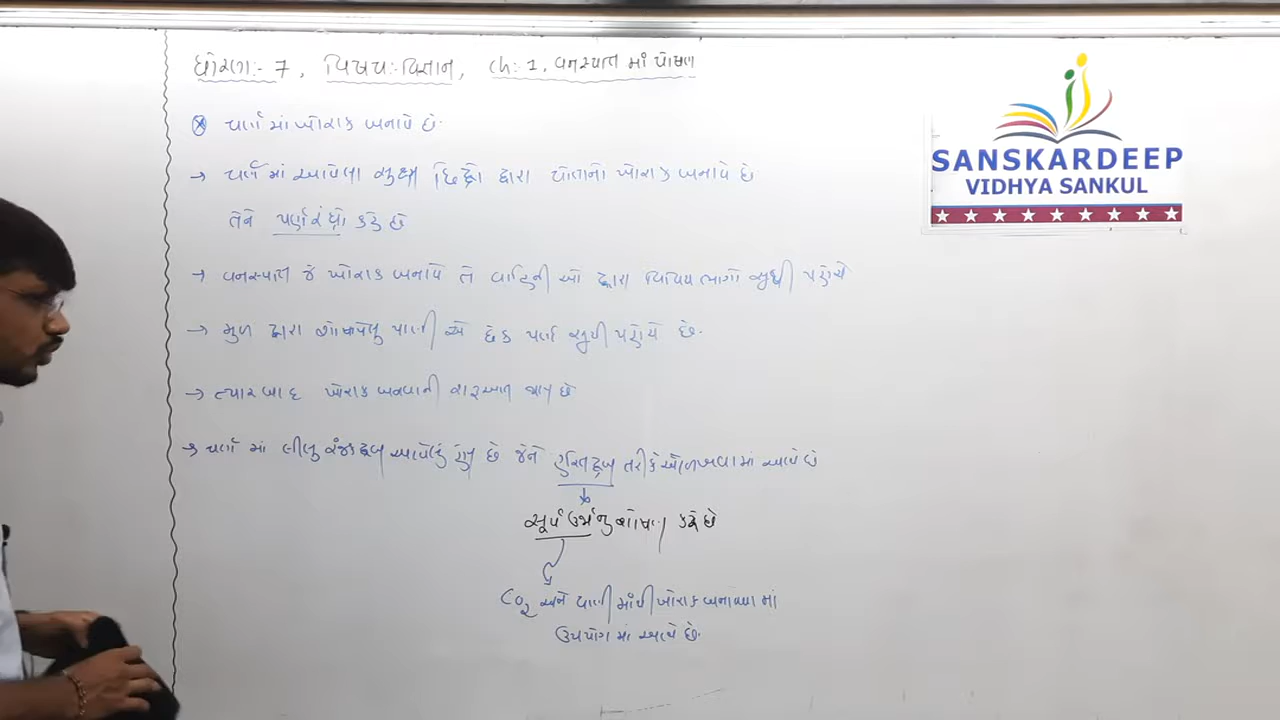 ધોરણ:- 7, વિષય: વિજ્ઞાન, ch: 1, વનસ્પતિ માં પોષણ
પર્ણ માં ખોરાક બનાવે છે.
→ પર્ણ માં આવેલા સુક્ષ્મ છિદ્રો દ્વારા પોતાનો ખોરાક બનાવે છે
તેને પર્ણરંધ્રો કહે છે
→ વનસ્પતિ જે ખોરાક બનાવે તે વાહિની ઓ દ્વારા વિવિધ ભાગો સુધી પહોંચે
→ મુળ દ્વારા શોષાયેલુ પાણી એ છેક પર્ણ સુધી પહોંચે છે.
→ ત્યાર બાદ ખોરાક બનવાની શરૂઆત થાય છે
→ પર્ણ માં લીલુ રંજકદ્રવ્ય આવેલું હોય છે જેને હરિતદ્રવ્ય તરીકે ઓળખવામાં આવે છે
સૂર્ય ઉર્જાનુ શોષણ કરે છે
CO2 અને પાણી માંથી ખોરાક બનાવવા માં
ઉપયોગ માં આવે છે.
SANSKARDEEP
VIDHYA SANKUL